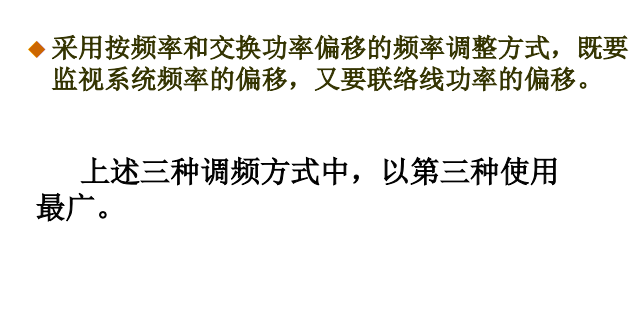 采用按频率和交换功率偏移的频率调整方式，既要
监视系统频率的偏移，又要联络线功率的偏移。
上述三种调频方式中，以第三种使用
最广。